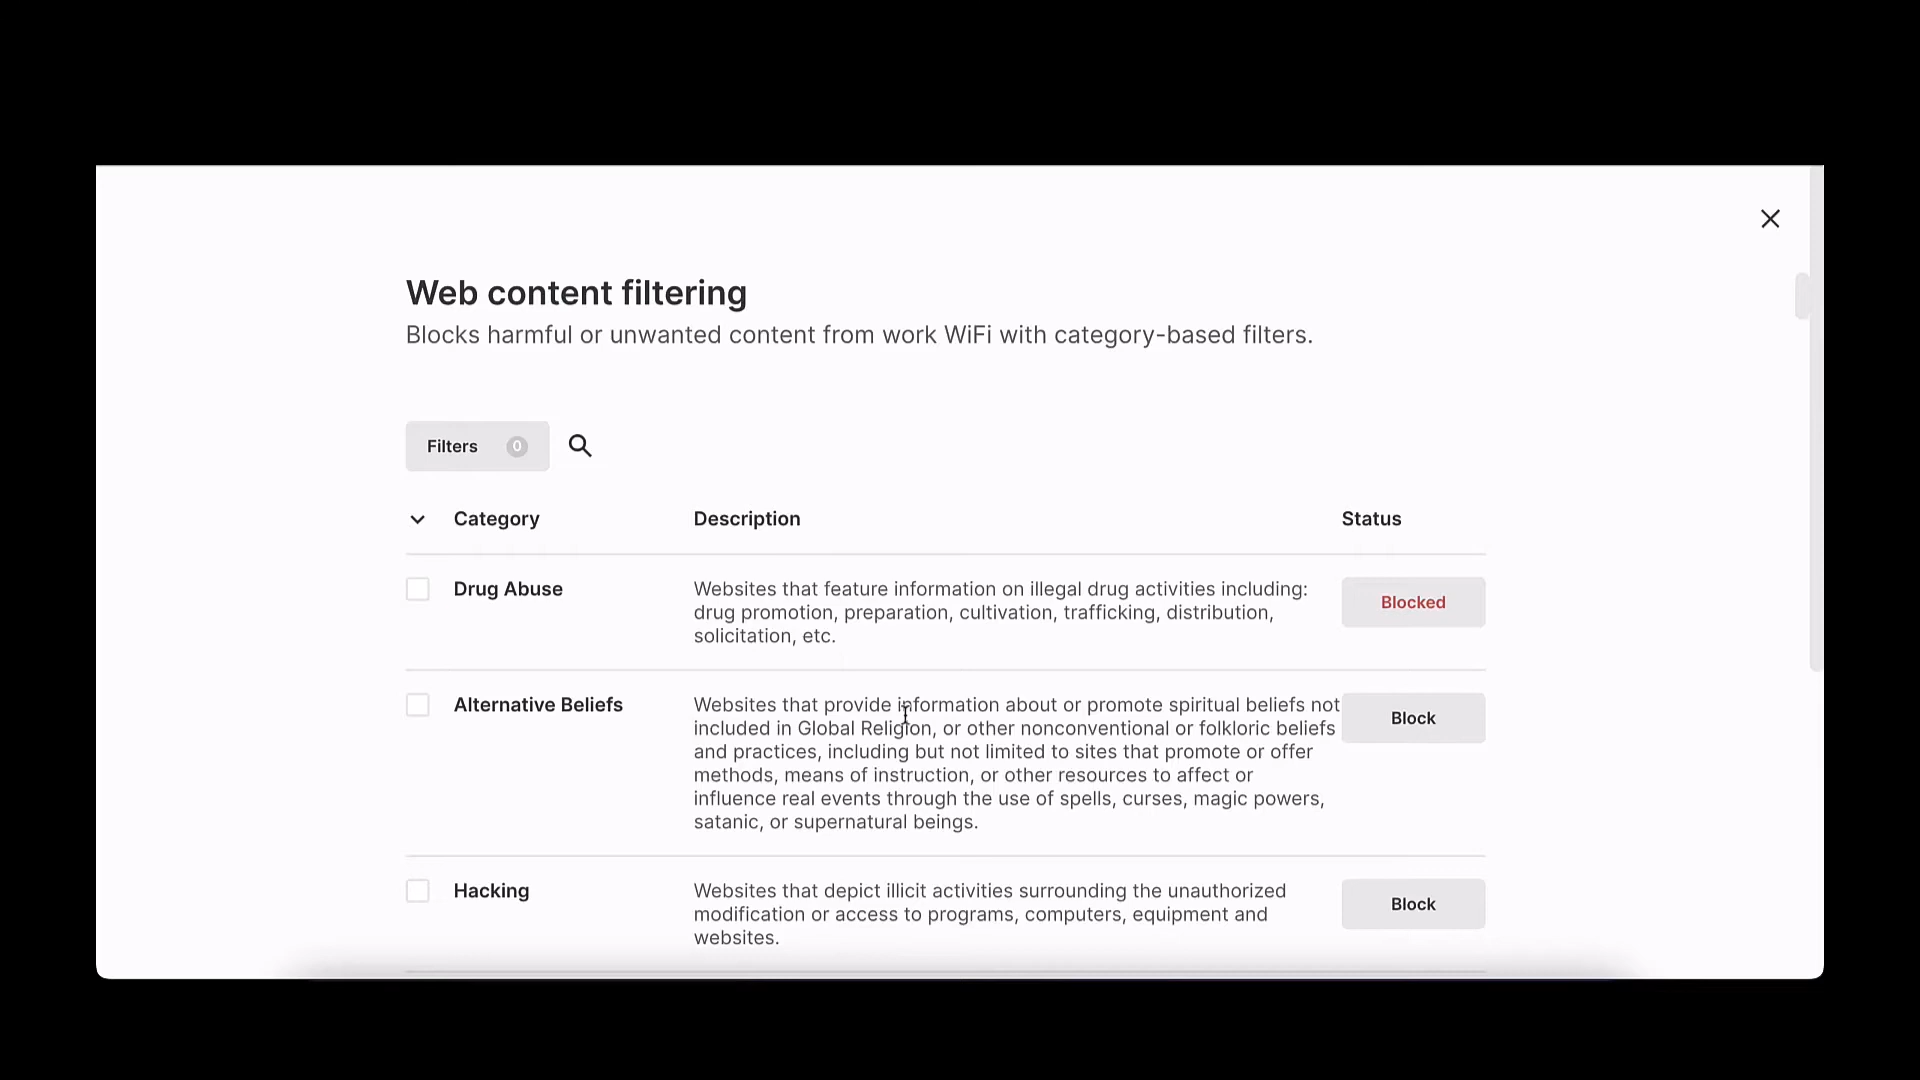 Web content filtering
Blocks harmful or unwanted content from work WiFi with category-based filters.
Filters 0
Category Description Status
Drug Abuse
Websites that feature information on illegal drug activities including:
drug promotion, preparation, cultivation, trafficking, distribution,
solicitation, etc.
Blocked
Alternative Beliefs
Websites that provide information about or promote spiritual beliefs not
included in Global Religion, or other nonconventional or folkloric beliefs
and practices, including but not limited to sites that promote or offer
methods, means of instruction, or other resources to affect or
influence real events through the use of spells, curses, magic powers,
satanic, or supernatural beings.
Block
Hacking
Websites that depict illicit activities surrounding the unauthorized
modification or access to programs, computers, equipment and
websites.
Block